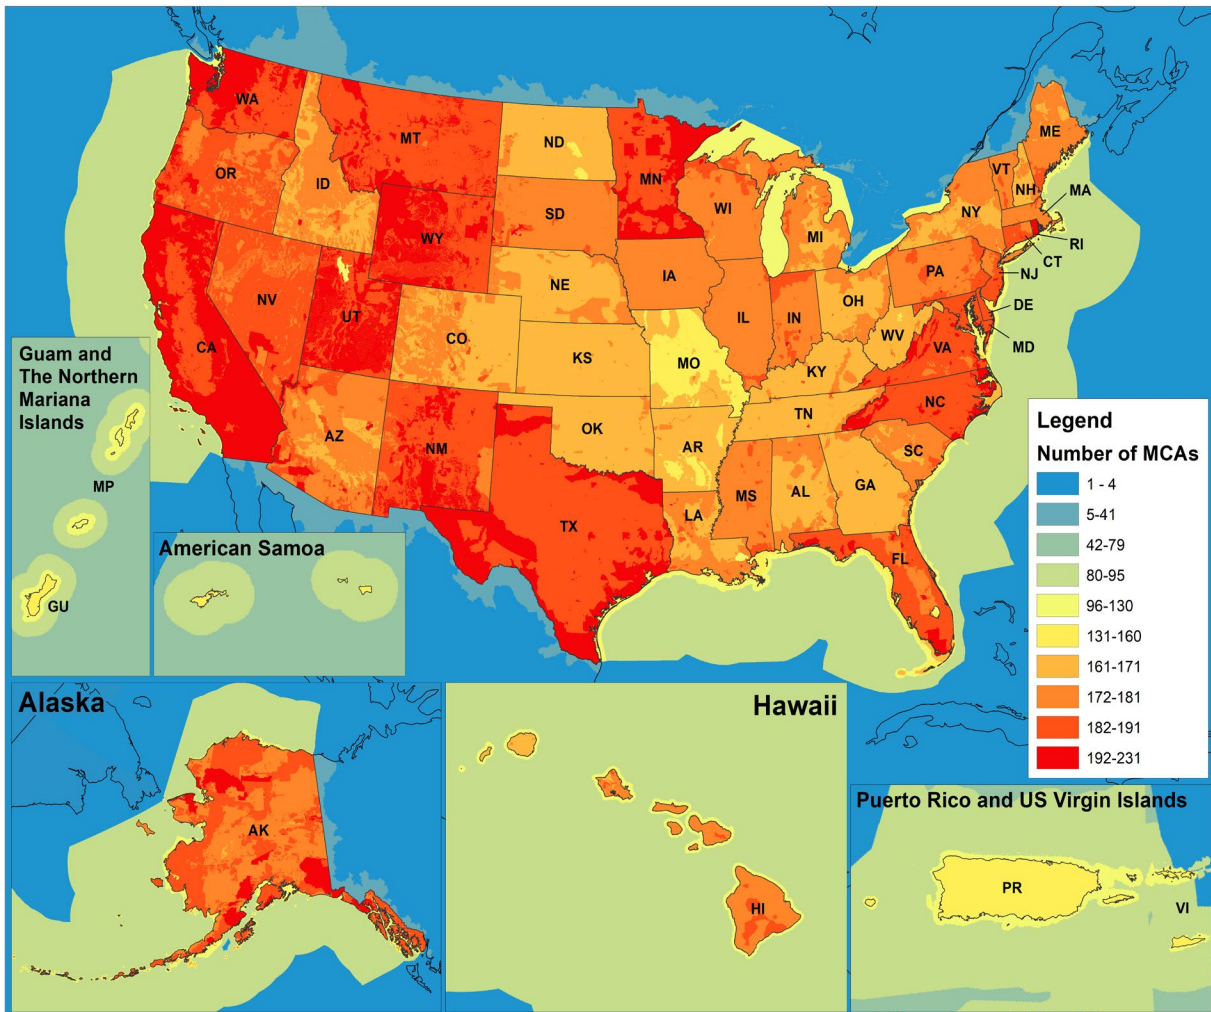 WA
MT
ND
MN
ME
OR
ID
SD
WI
MI
VT
NH
MA
NY
WY
RI
CT
NV
UT
NE
IA
PA
NJ
CA
CO
IL
IN
OH
WV
DE
MD
VA
KS
MO
KY
NC
TN
AZ
NM
OK
AR
SC
TX
LA
MS
AL
GA
FL
Guam and
The Northern
Mariana
Islands
MP
GU
American Samoa
Legend
Number of MCAs
1 - 4
5-41
42-79
80-95
96-130
131-160
161-171
172-181
182-191
192-231
Alaska
AK
Hawaii
HI
Puerto Rico and US Virgin Islands
PR
VI